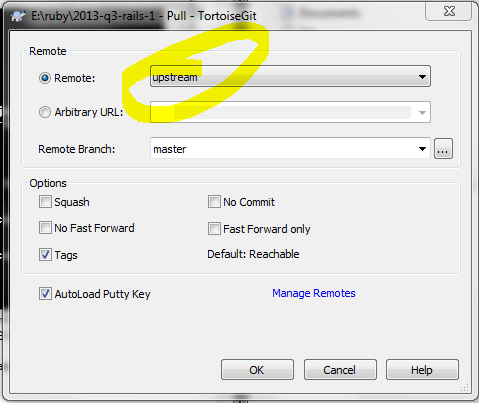 E:\ruby\2013-q3-rails-1 - Pull - TortoiseGit
Remote
Remote:
upstream
Arbitrary URL:
Remote Branch:
master
...
Options
Squash
No Commit
No Fast Forward
Fast Forward only
Tags
Default: Reachable
AutoLoad Putty Key
Manage Remotes
OK
Cancel
Help